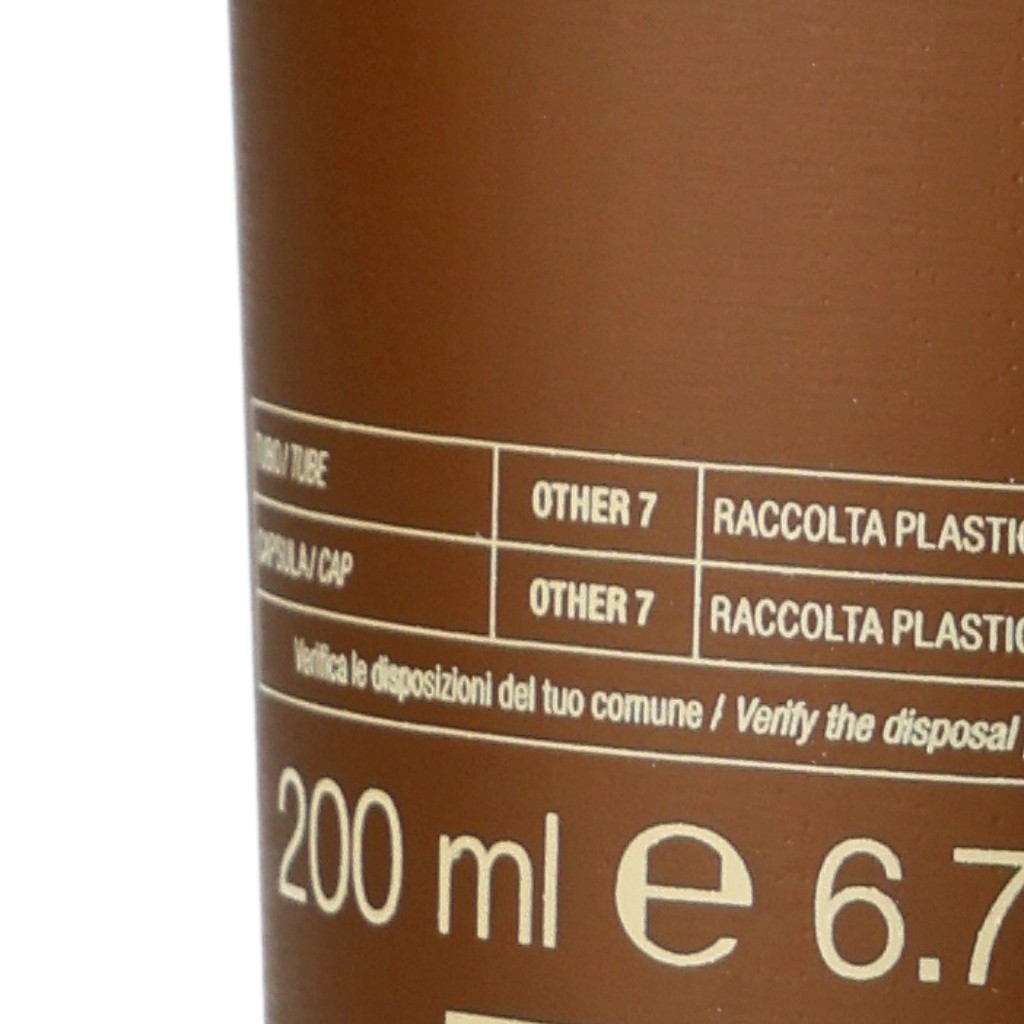 TUBO / TUBE OTHER 7 RACCOLTA PLASTIC
CAPSULA / CAP OTHER 7 RACCOLTA PLASTIC
Verifica le disposizioni del tuo comune / Verify the disposal
200 ml e 6.7